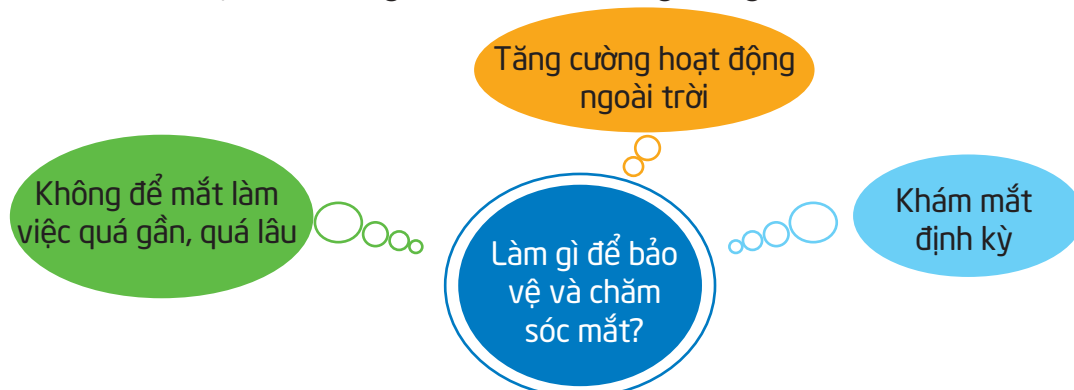 Tăng cường hoạt động
ngoài trời
Không để mắt làm
việc quá gần, quá lâu
Khám mắt
định kỳ
Làm gì để bảo
vệ và chăm
sóc mắt?